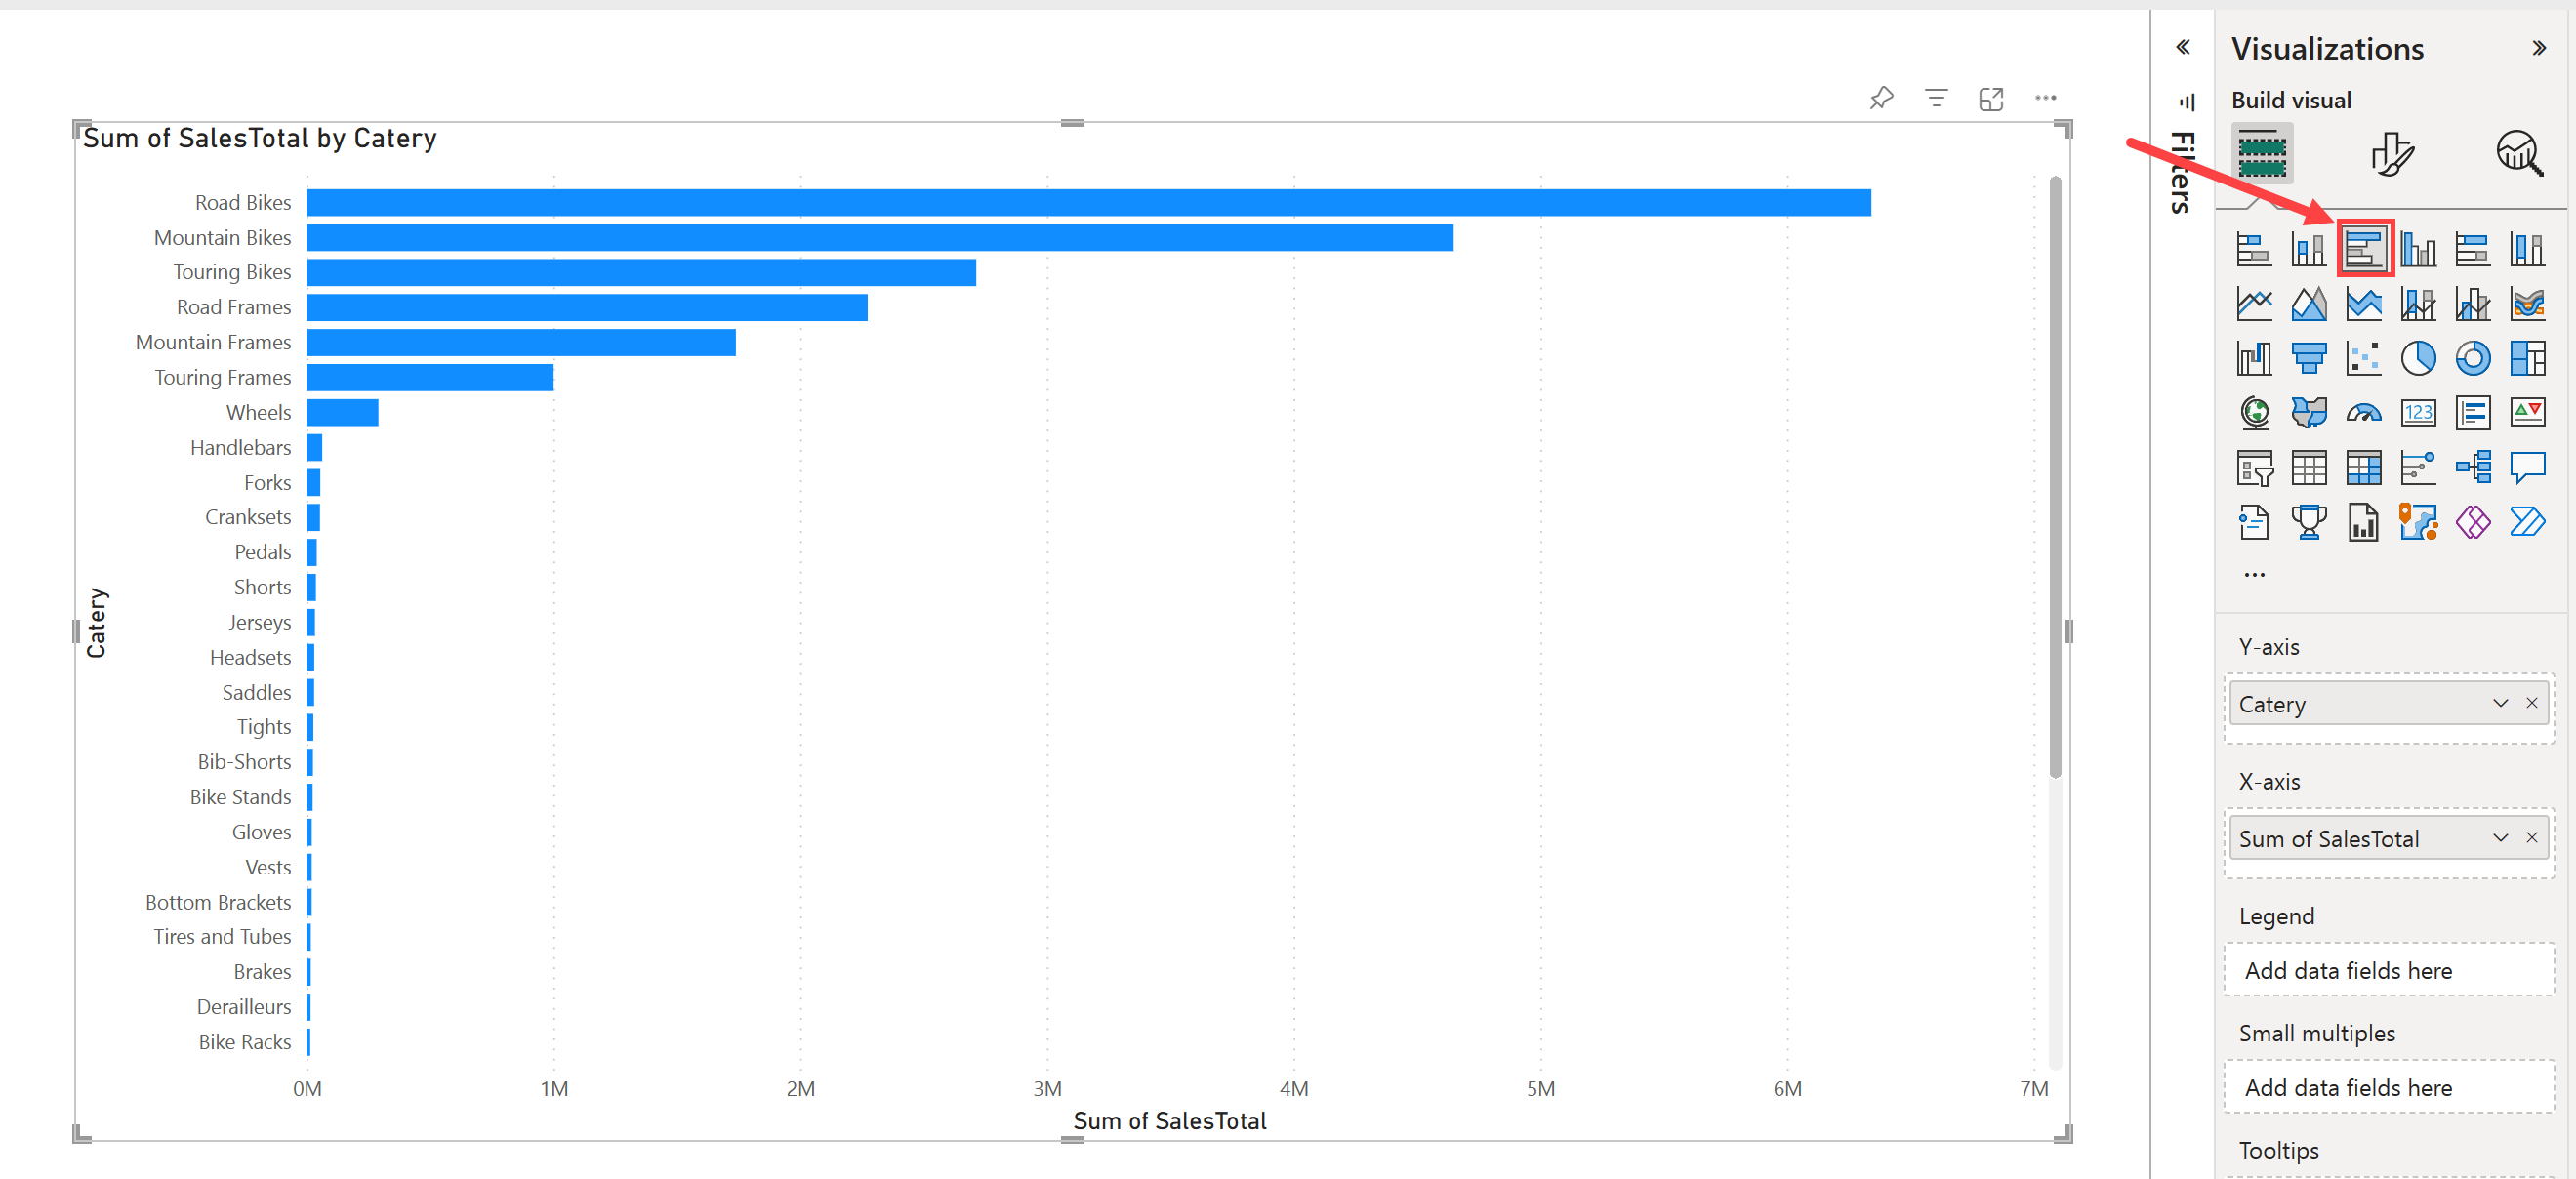 Sum of SalesTotal by Catery
Road Bikes
Mountain Bikes
Touring Bikes
Road Frames
Mountain Frames
Touring Frames
Wheels
Handlebars
Forks
Cranksets
Pedals
Shorts
Jerseys
Headsets
Saddles
Tights
Bib-Shorts
Bike Stands
Gloves
Vests
Bottom Brackets
Tires and Tubes
Brakes
Derailleurs
Bike Racks
Catery
0M 1M 2M 3M 4M 5M 6M 7M
Sum of SalesTotal
Filters
Visualizations
Build visual
123
Y-axis
Catery
X-axis
Sum of SalesTotal
Legend
Add data fields here
Small multiples
Add data fields here
Tooltips